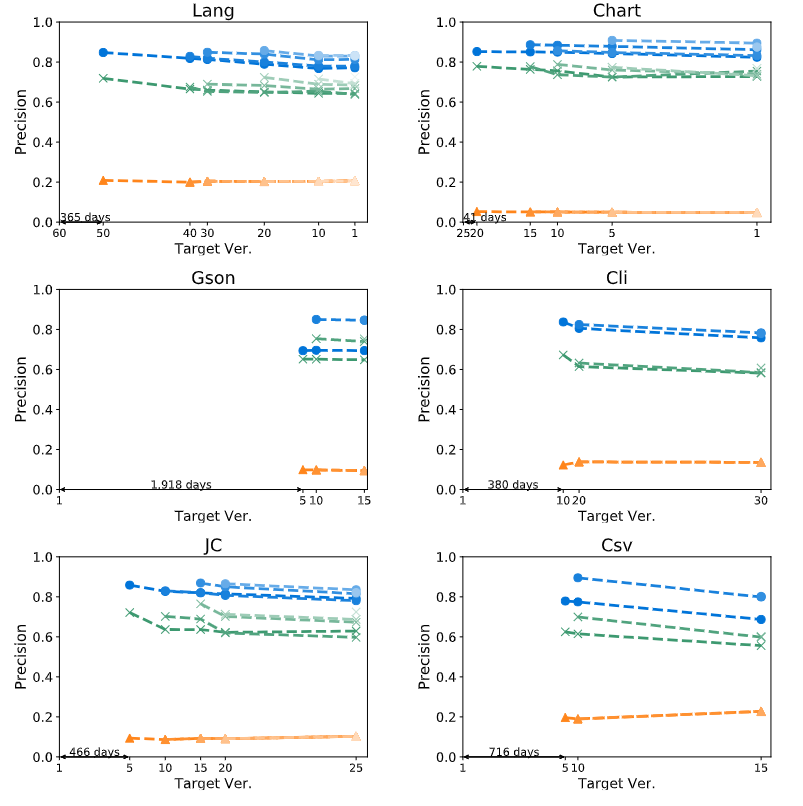 Lang
Precision
1.0
0.8
0.6
0.4
0.2
0.0
365 days
60 50 40 30 20 10 1
Target Ver.
Chart
Precision
1.0
0.8
0.6
0.4
0.2
0.0
41 days
25 20 15 10 5 1
Target Ver.
Gson
Precision
1.0
0.8
0.6
0.4
0.2
0.0
1,918 days
1 5 10 15
Target Ver.
Cli
Precision
1.0
0.8
0.6
0.4
0.2
0.0
380 days
1 10 20 30
Target Ver.
JC
Precision
1.0
0.8
0.6
0.4
0.2
0.0
466 days
1 5 10 15 20 25
Target Ver.
Csv
Precision
1.0
0.8
0.6
0.4
0.2
0.0
716 days
1 5 10 15
Target Ver.